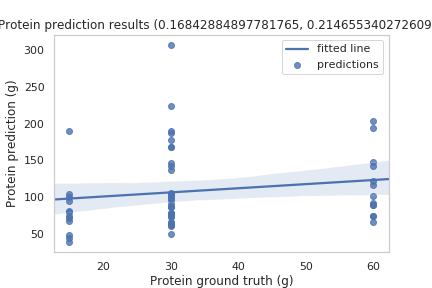 Protein prediction results (0.16842884897781765, 0.214655340272609
300
250
200
150
100
50
Protein prediction (g)
fitted line
predictions
20
30
40
50
60
Protein ground truth (g)